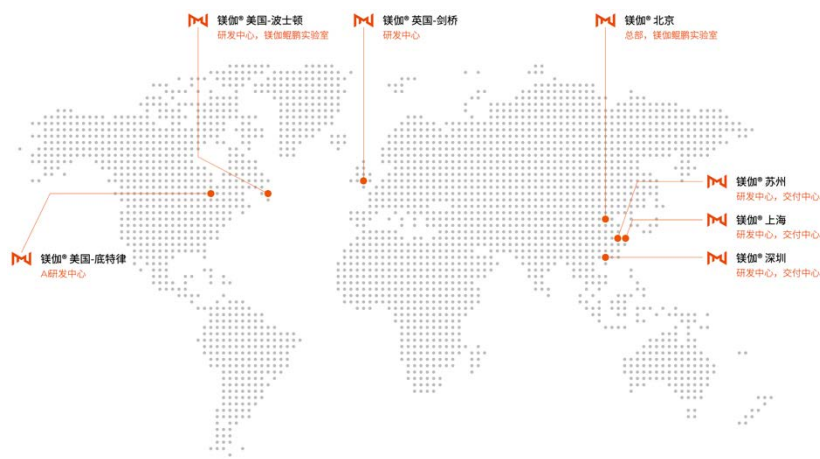 镁伽® 美国-波士顿
研发中心，镁伽鲲鹏实验室
镁伽® 英国-剑桥
研发中心
镁伽® 北京
总部，镁伽鲲鹏实验室
镁伽® 苏州
研发中心，交付中心
镁伽® 上海
研发中心，交付中心
镁伽® 美国-底特律
AI研发中心
镁伽® 深圳
研发中心，交付中心